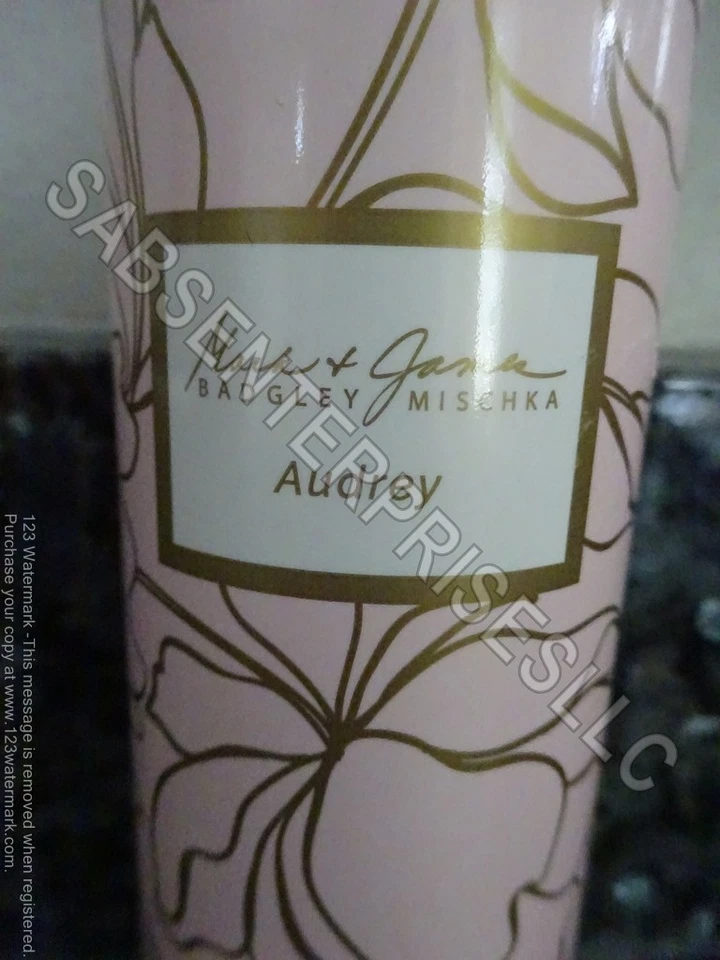 Mark + James
BADGLEY MISCHKA
Audrey
SABSENTERPRISESLLC
123 Watermark -This message is removed when registered.
Purchase your copy at www.123watermark.com.